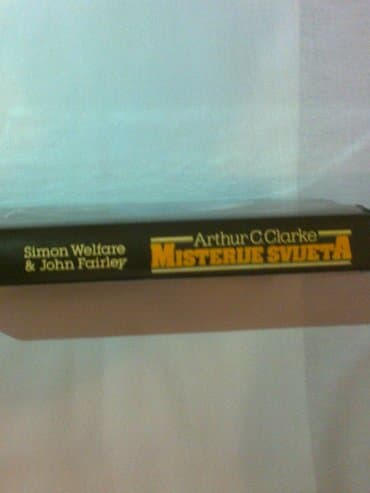 Simon Welfare
& John Fairley
Arthur C. Clarke
MISTERIJE SVIJETA